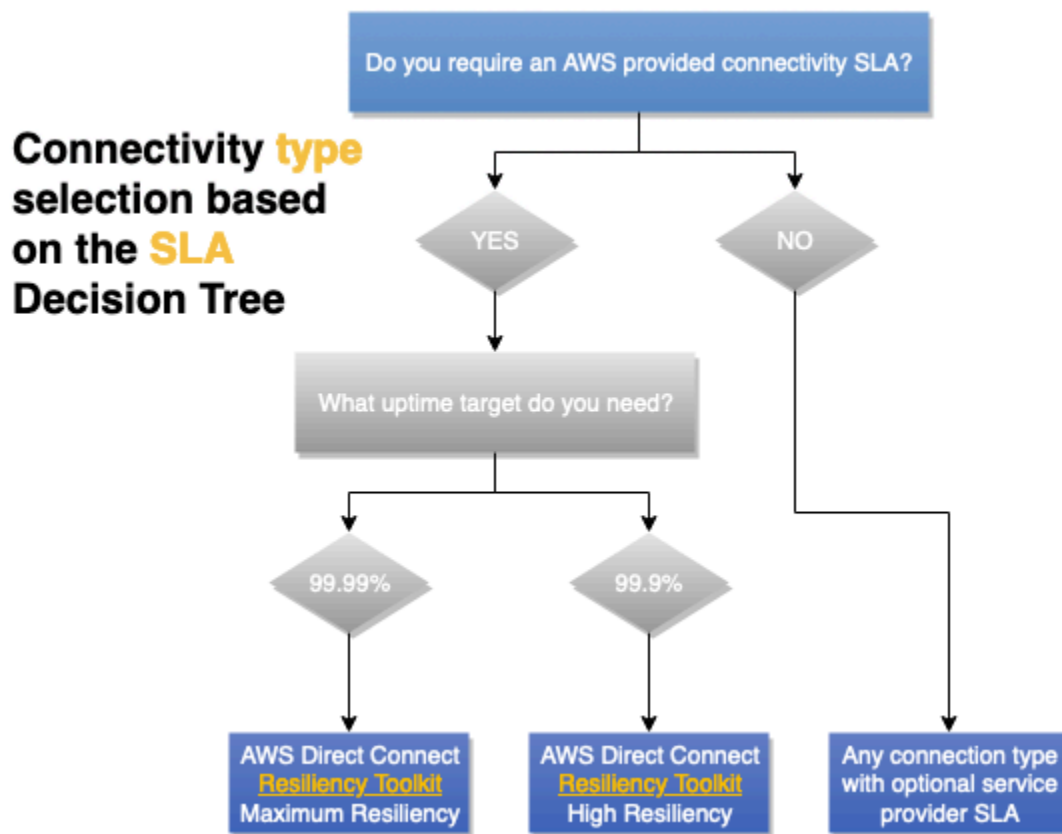 Do you require an AWS provided connectivity SLA?
Connectivity type
selection based
on the SLA
Decision Tree
YES
NO
What uptime target do you need?
99.99%
99.9%
AWS Direct Connect
Resiliency Toolkit
Maximum Resiliency
AWS Direct Connect
Resiliency Toolkit
High Resiliency
Any connection type
with optional service
provider SLA